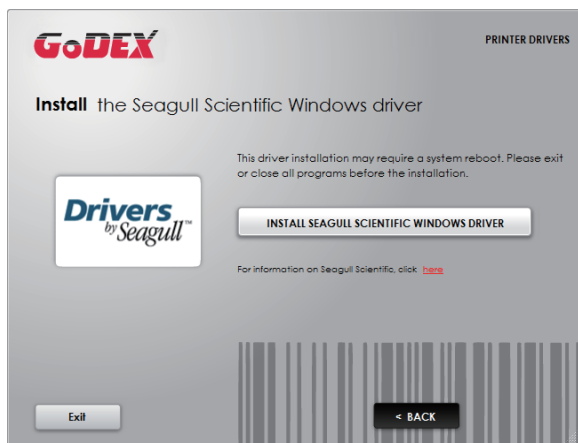 GoDEX
PRINTER DRIVERS
Install the Seagull Scientific Windows driver
This driver installation may require a system reboot. Please exit
or close all programs before the installation.
Drivers
by Seagull™
INSTALL SEAGULL SCIENTIFIC WINDOWS DRIVER
For information on Seagull Scientific, click here
Exit
< BACK